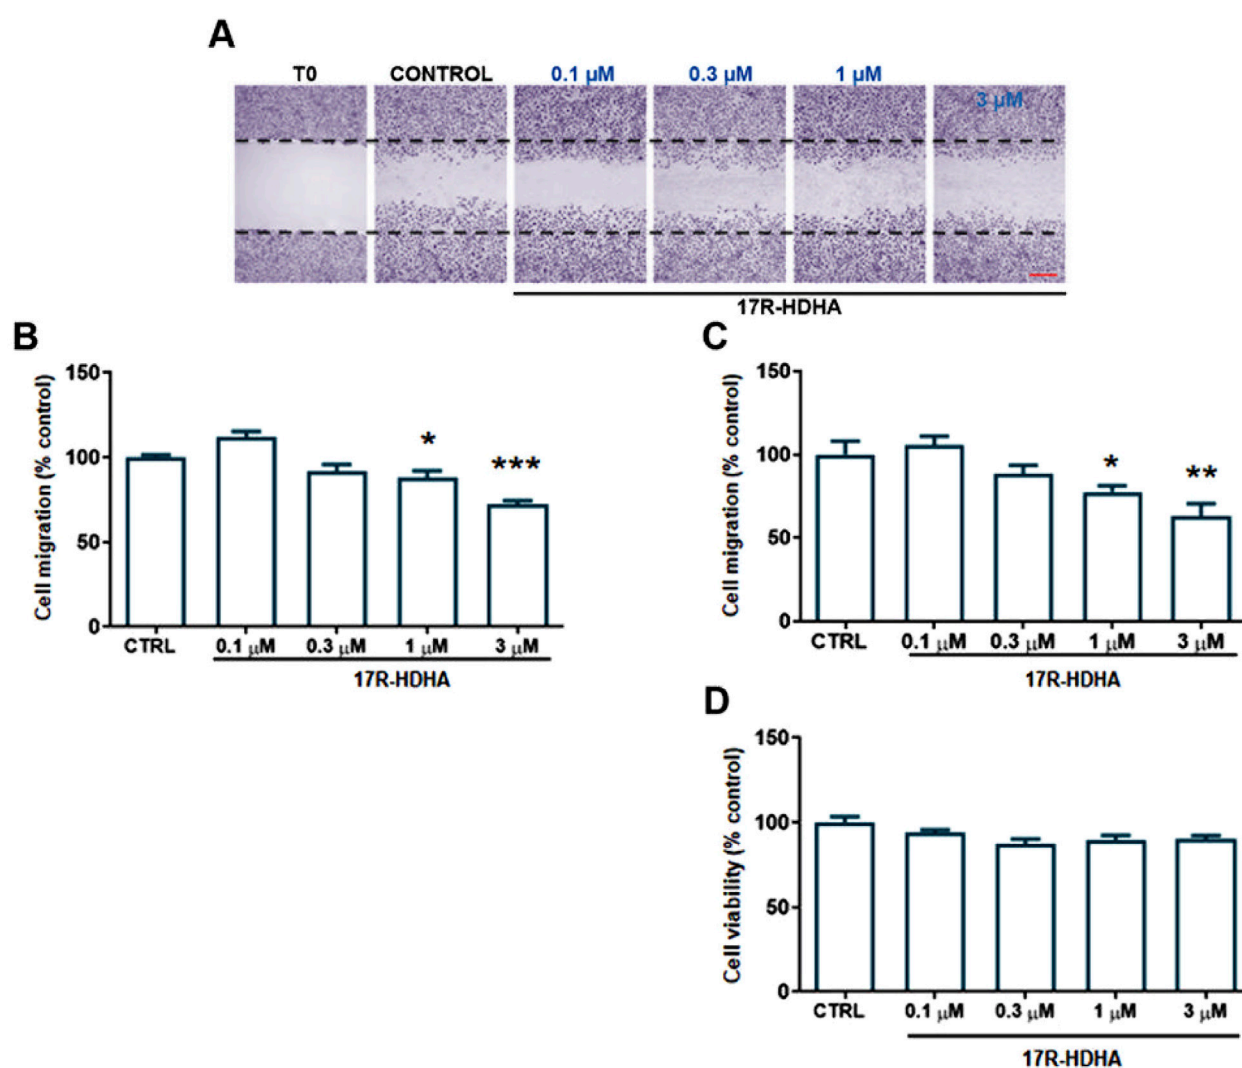 A
T0 CONTROL 0.1 µM 0.3 µM 1 µM 3 µM
17R-HDHA
B
Cell migration (% control)
150
100
50
0
* ***
CTRL 0.1 µM 0.3 µM 1 µM 3 µM
17R-HDHA
C
Cell migration (% control)
150
100
50
0
* **
CTRL 0.1 µM 0.3 µM 1 µM 3 µM
17R-HDHA
D
Cell viability (% control)
150
100
50
0
CTRL 0.1 µM 0.3 µM 1 µM 3 µM
17R-HDHA